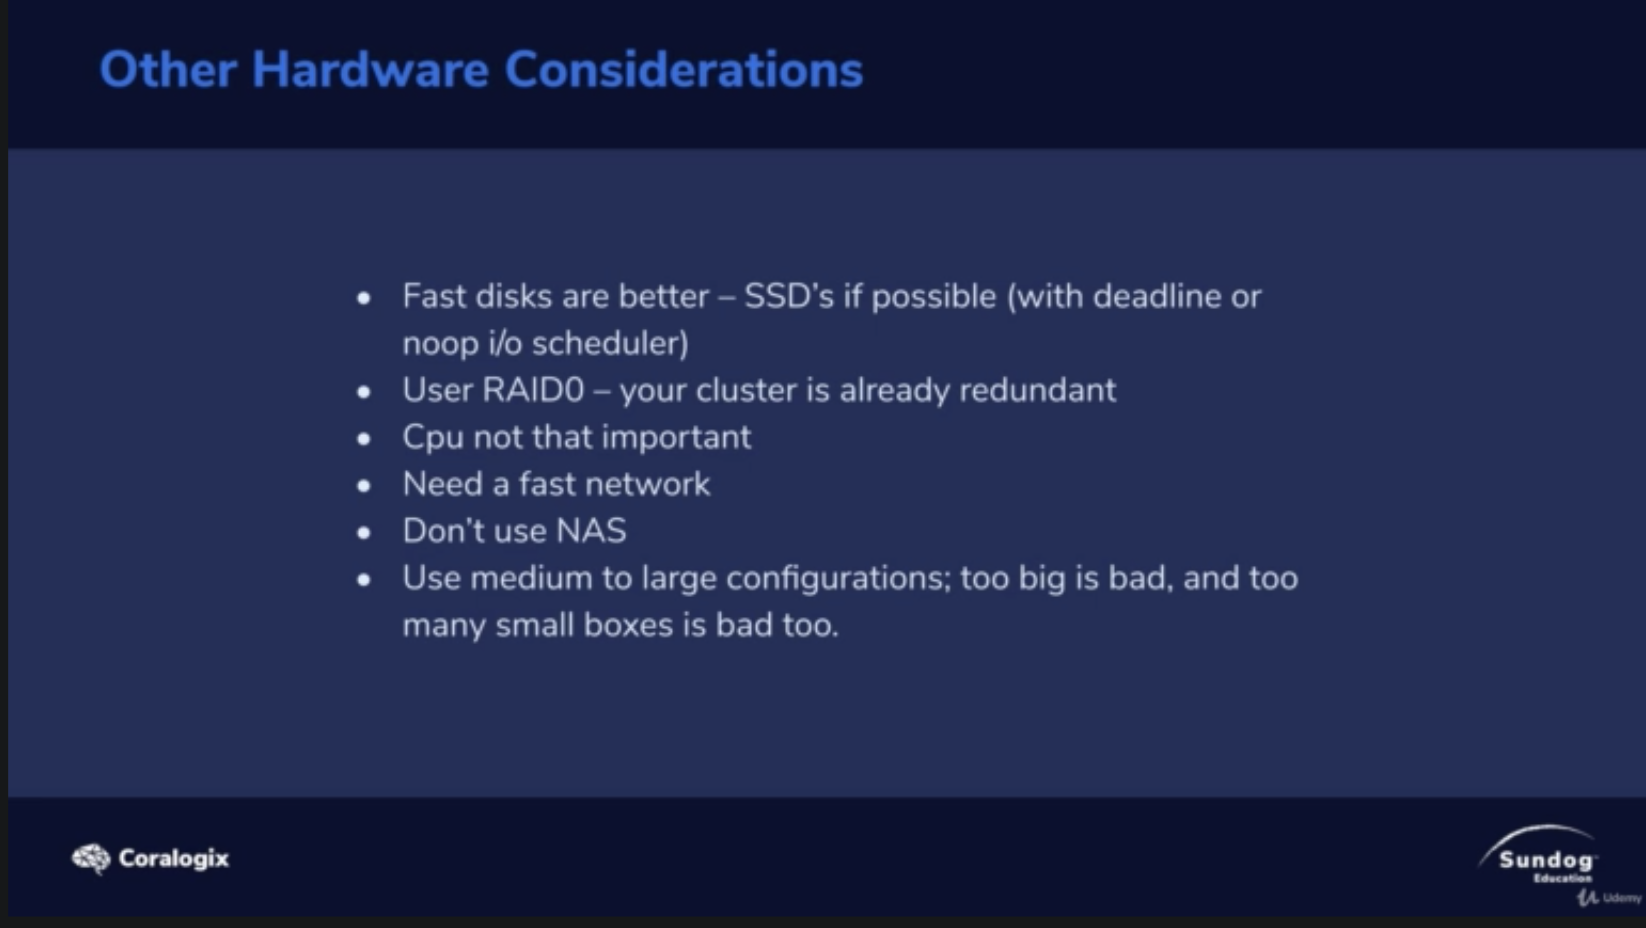 Other Hardware Considerations
• Fast disks are better – SSD's if possible (with deadline or
noop i/o scheduler)
• User RAID0 – your cluster is already redundant
• Cpu not that important
• Need a fast network
• Don't use NAS
• Use medium to large configurations; too big is bad, and too
many small boxes is bad too.
Coralogix
Sundog
Education
Udemy